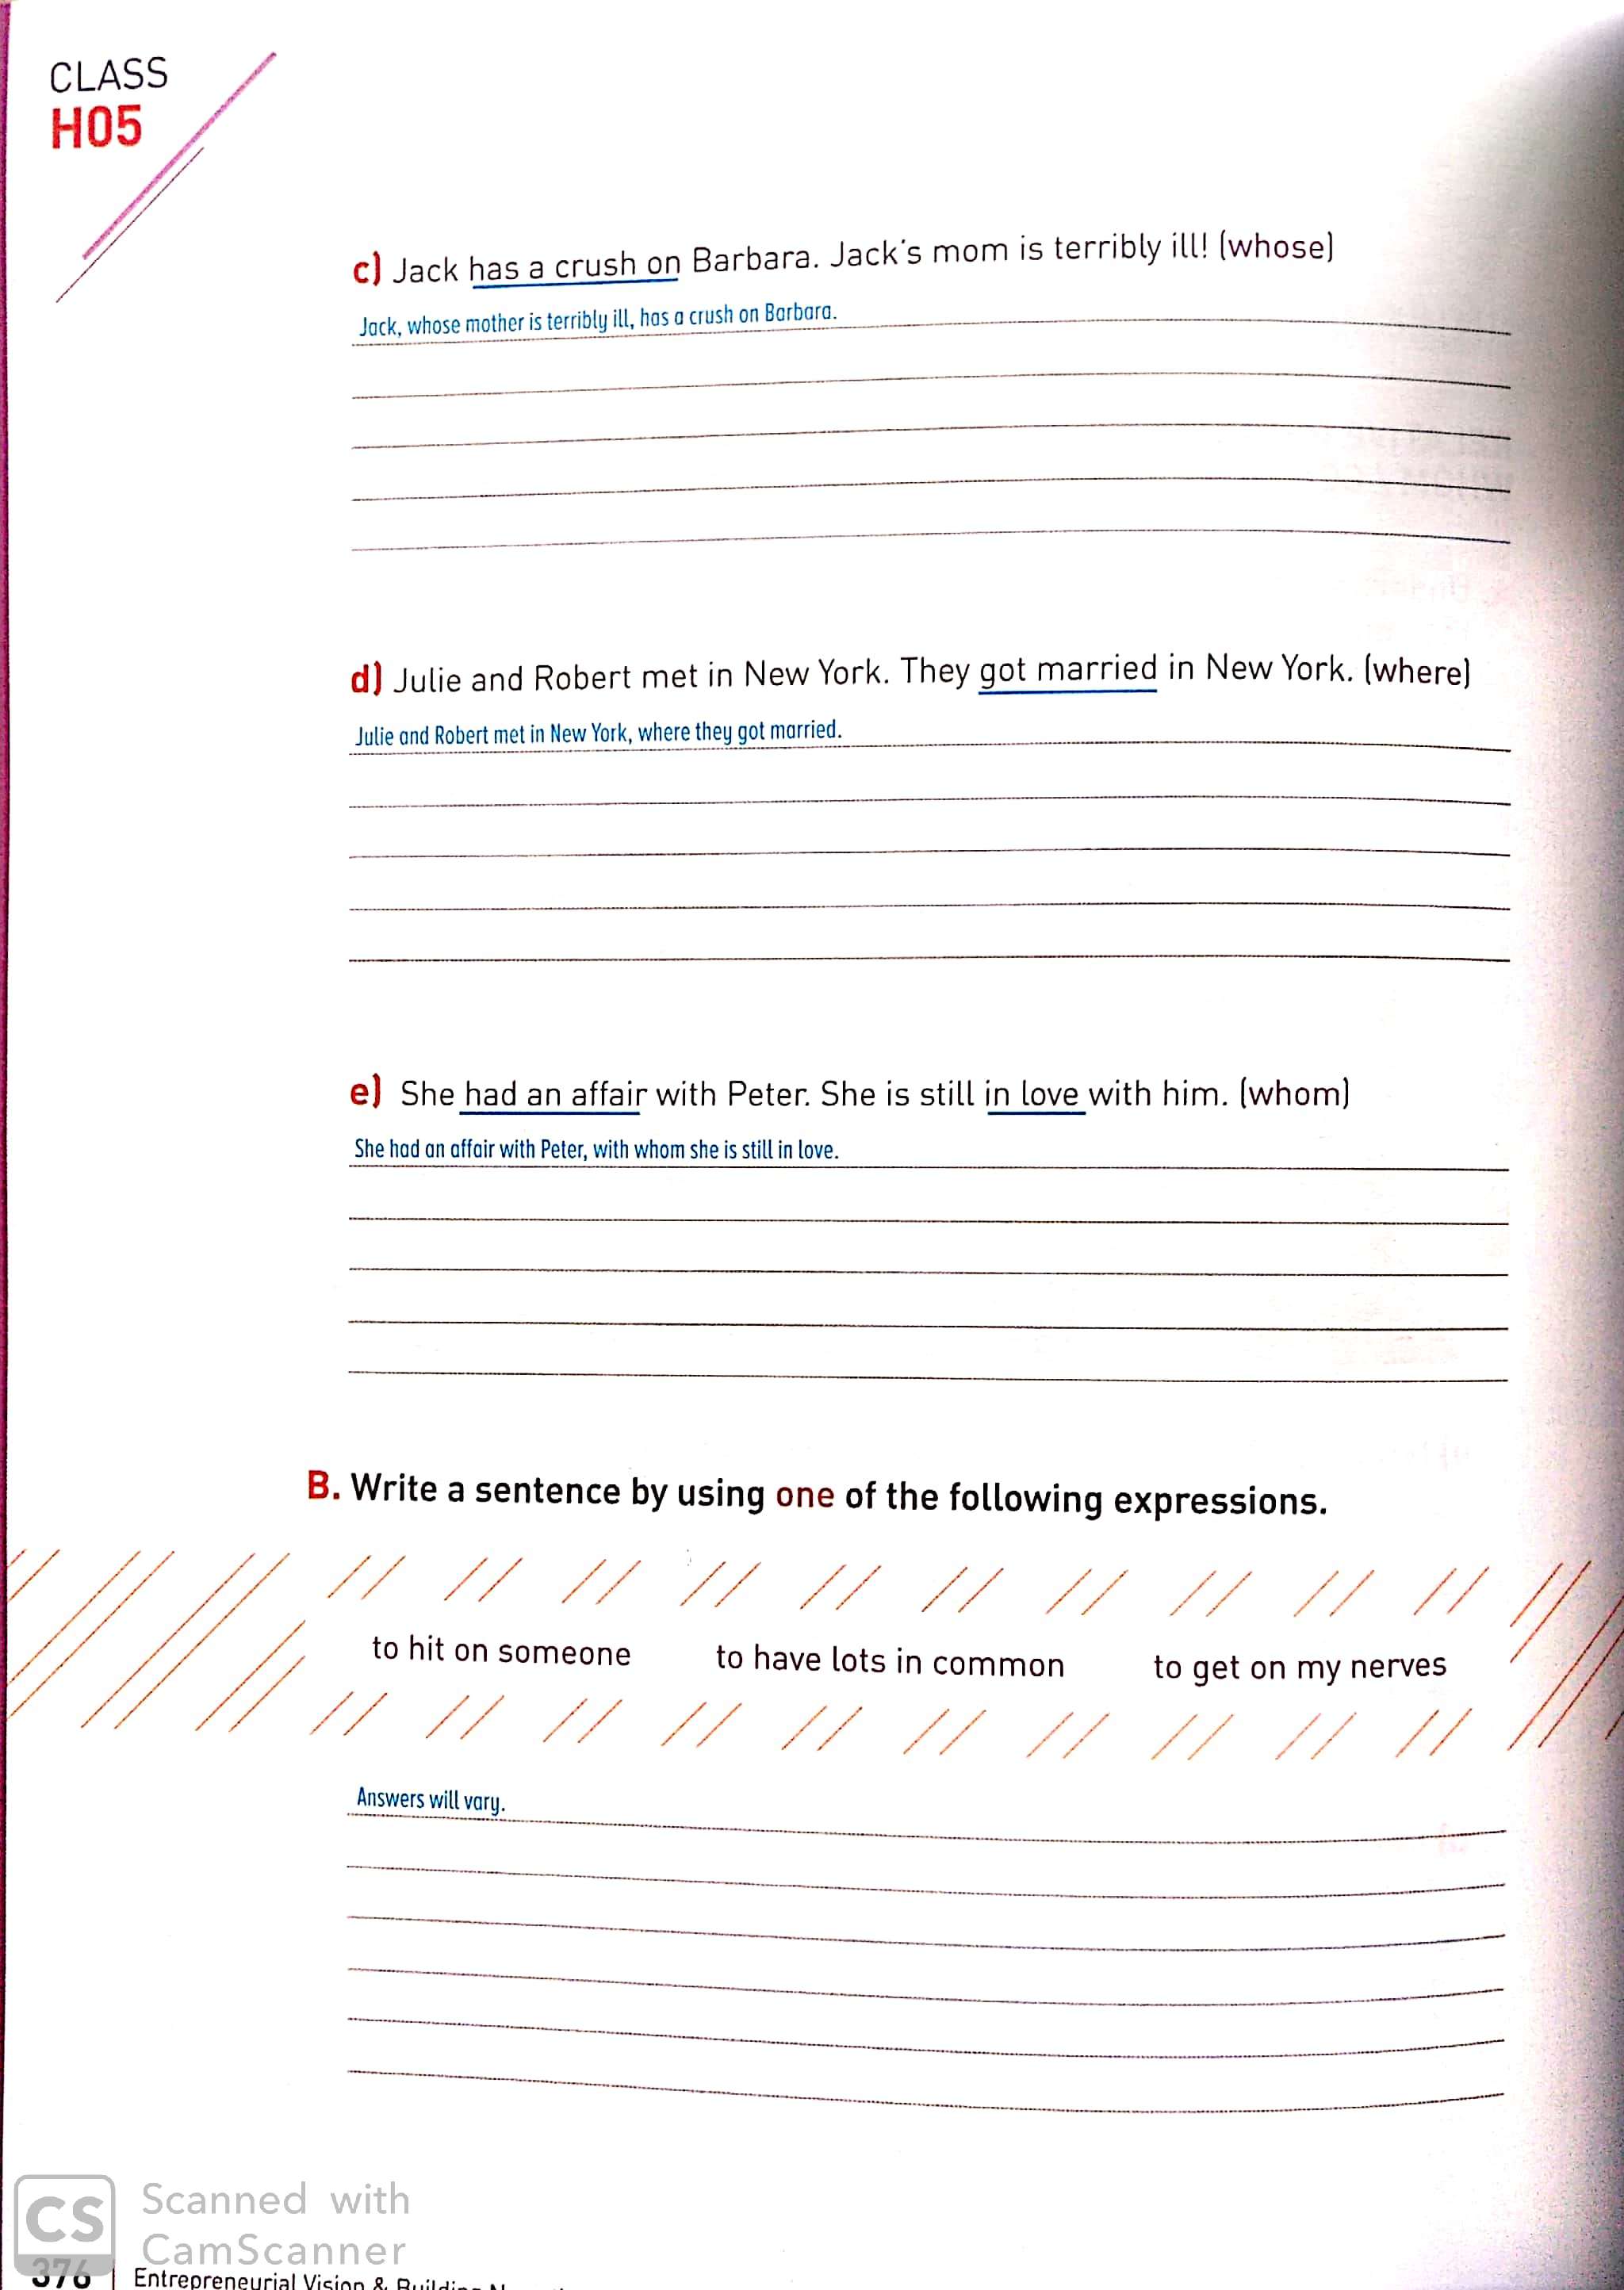 CLASS
H05
c) Jack has a crush on Barbara. Jack's mom is terribly ill! (whose)
Jack, whose mother is terribly ill, has a crush on Barbara.
d) Julie and Robert met in New York. They got married in New York. (where)
Julie and Robert met in New York, where they got married.
e) She had an affair with Peter. She is still in love with him. (whom)
She had an affair with Peter, with whom she is still in love.
B. Write a sentence by using one of the following expressions.
to hit on someone to have lots in common to get on my nerves
Answers will vary.
CS Scanned with
CamScanner
376 Entrepreneurial Vision & Building